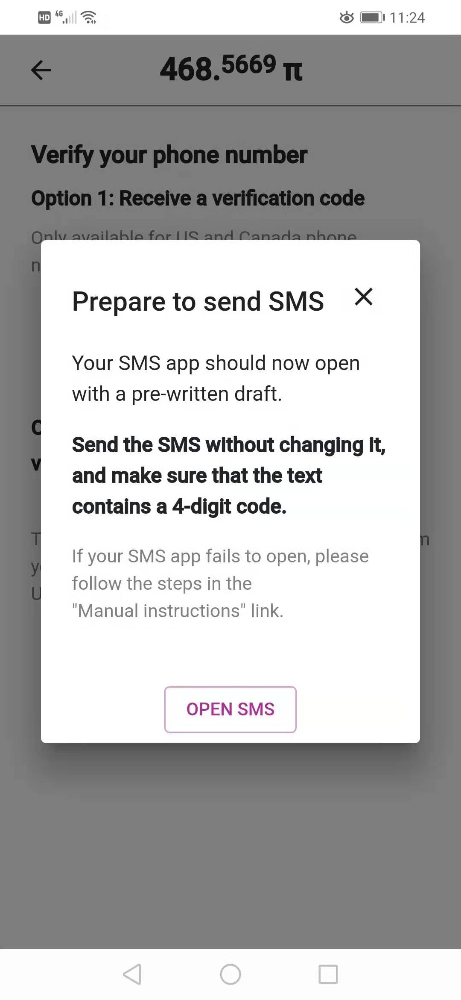 HD 4G 11:24
468.5669 π
Verify your phone number
Option 1: Receive a verification code
Only available for US and Canada phone
Prepare to send SMS
Your SMS app should now open
with a pre-written draft.
Send the SMS without changing it,
and make sure that the text
contains a 4-digit code.
If your SMS app fails to open, please
follow the steps in the
"Manual instructions" link.
OPEN SMS